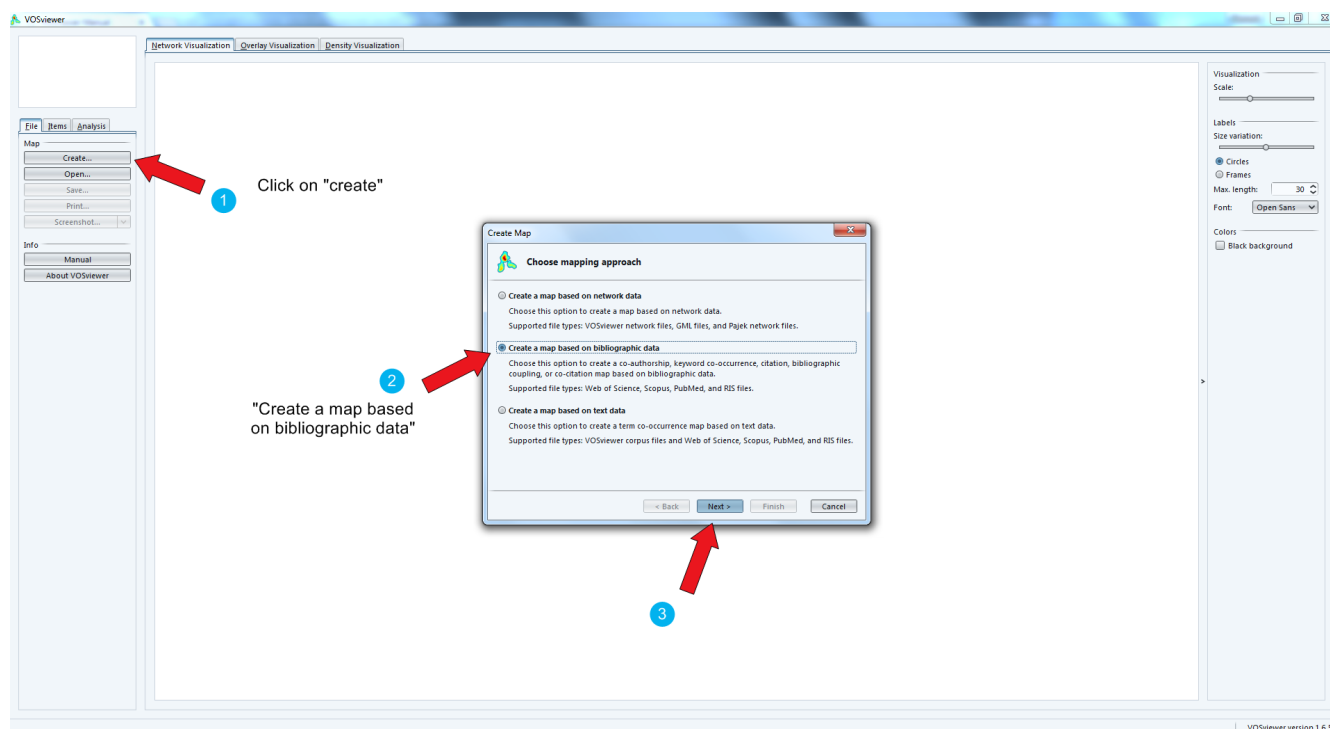 VOSviewer
Network Visualization Overlay Visualization Density Visualization
File Items Analysis
Map
Create...
Open...
Save...
Print...
Screenshot...
Info
Manual
About VOSviewer
1
Click on "create"
2
"Create a map based
on bibliographic data"
Create Map
Choose mapping approach
Create a map based on network data
Choose this option to create a map based on network data.
Supported file types: VOSviewer network files, GML files, and Pajek network files.
Create a map based on bibliographic data
Choose this option to create a co-authorship, keyword co-occurrence, citation, bibliographic
coupling, or co-citation map based on bibliographic data.
Supported file types: Web of Science, Scopus, PubMed, and RIS files.
Create a map based on text data
Choose this option to create a term co-occurrence map based on text data.
Supported file types: VOSviewer corpus files and Web of Science, Scopus, PubMed, and RIS files.
< Back Next > Finish Cancel
3
Visualization
Scale:
Labels
Size variation:
Circles
Frames
Max. length: 30
Font: Open Sans
Colors
Black background
>
VOSviewer version